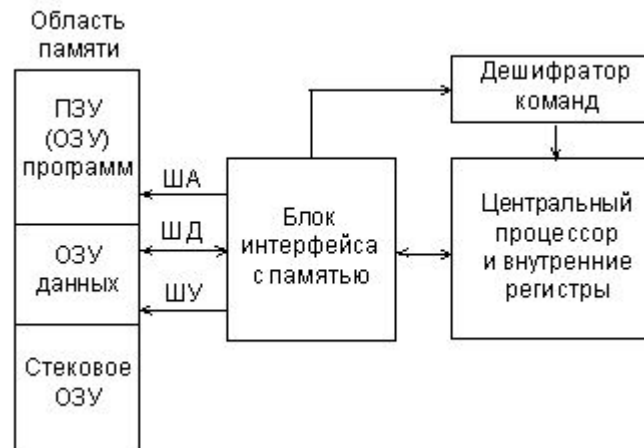 Область
памяти
ПЗУ
(ОЗУ)
программ
ОЗУ
данных
Стековое
ОЗУ
ША
ШД
ШУ
Блок
интерфейса
с памятью
Дешифратор
команд
Центральный
процессор
и внутренние
регистры